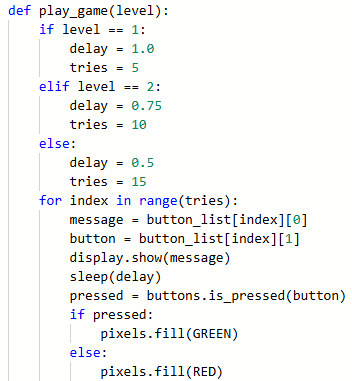 def play_game(level):
    if level == 1:
        delay = 1.0
        tries = 5
    elif level == 2:
        delay = 0.75
        tries = 10
    else:
        delay = 0.5
        tries = 15
    for index in range(tries):
        message = button_list[index][0]
        button = button_list[index][1]
        display.show(message)
        sleep(delay)
        pressed = buttons.is_pressed(button)
        if pressed:
            pixels.fill(GREEN)
        else:
            pixels.fill(RED)